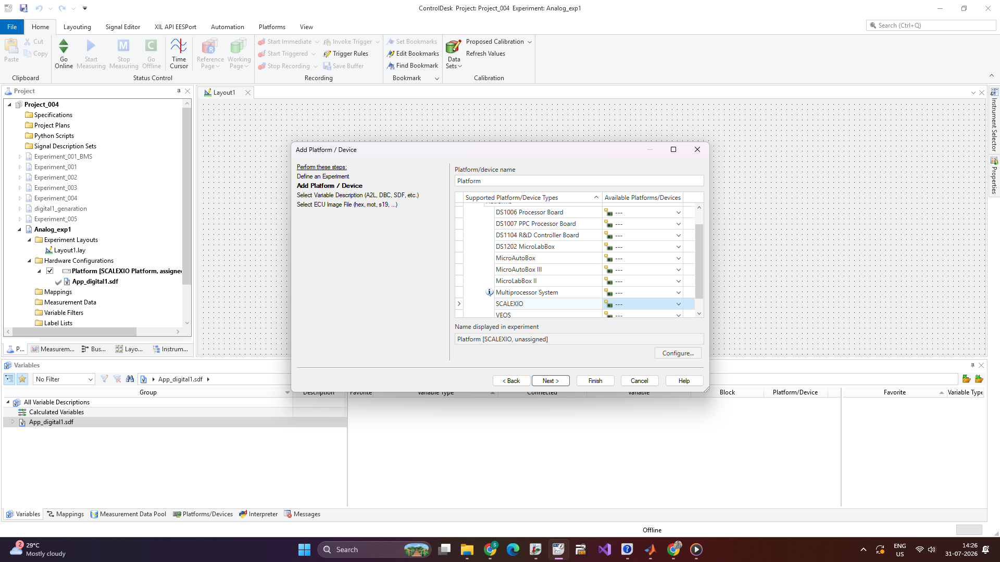 ControlDesk Project: Project_004 Experiment: Analog_exp1
File Home Layouting Signal Editor XIL API EESPort Automation Platforms View
Search (Ctrl+Q)
Paste
Cut
Copy
Clipboard
Go Online
Start Measuring
Stop Measuring
Go Offline
Time Cursor
Reference Page
Working Page
Status Control
Start Immediate
Start Triggered
Stop Recording
Invoke Trigger
Trigger Rules
Save Buffer
Recording
Set Bookmarks
Edit Bookmarks
Find Bookmark
Bookmark
Data Sets
Proposed Calibration
Refresh Values
Calibration
Project
Project_004
Specifications
Project Plans
Python Scripts
Signal Description Sets
Experiment_001_BMS
Experiment_001
Experiment_002
Experiment_003
Experiment_004
digital1_genaration
Experiment_005
Analog_exp1
Experiment Layouts
Layout1.lay
Hardware Configurations
Platform [SCALEXIO Platform, assigned
App_digital1.sdf
Mappings
Measurement Data
Variable Filters
Label Lists
P... Measurem... Bus... Layo... Instrum...
Layout1
Instrument Selector
Properties
Add Platform / Device
Perform these steps:
Define an Experiment
Add Platform / Device
Select Variable Description (A2L, DBC, SDF, etc.)
Select ECU Image File (hex, mot, s19, ...)
Platform/device name
Platform
Supported Platform/Device Types Available Platforms/Devices
DS1006 Processor Board ---
DS1007 PPC Processor Board ---
DS1104 R&D Controller Board ---
DS1202 MicroLabBox ---
MicroAutoBox ---
MicroAutoBox III ---
MicroLabBox II ---
Multiprocessor System ---
SCALEXIO ---
VEOS ---
Name displayed in experiment
Platform [SCALEXIO, unassigned]
Configure...
< Back Next > Finish Cancel Help
Variables
No Filter
App_digital1.sdf
Group Description Favorite Variable Type Connected Variable Block Platform/Device Favorite Variable Type
All Variable Descriptions
Calculated Variables
App_digital1.sdf
Variables Mappings Measurement Data Pool Platforms/Devices Interpreter Messages
Offline
2
29°C
Mostly cloudy
Search
S
ENG
US
14:26
31-07-2026